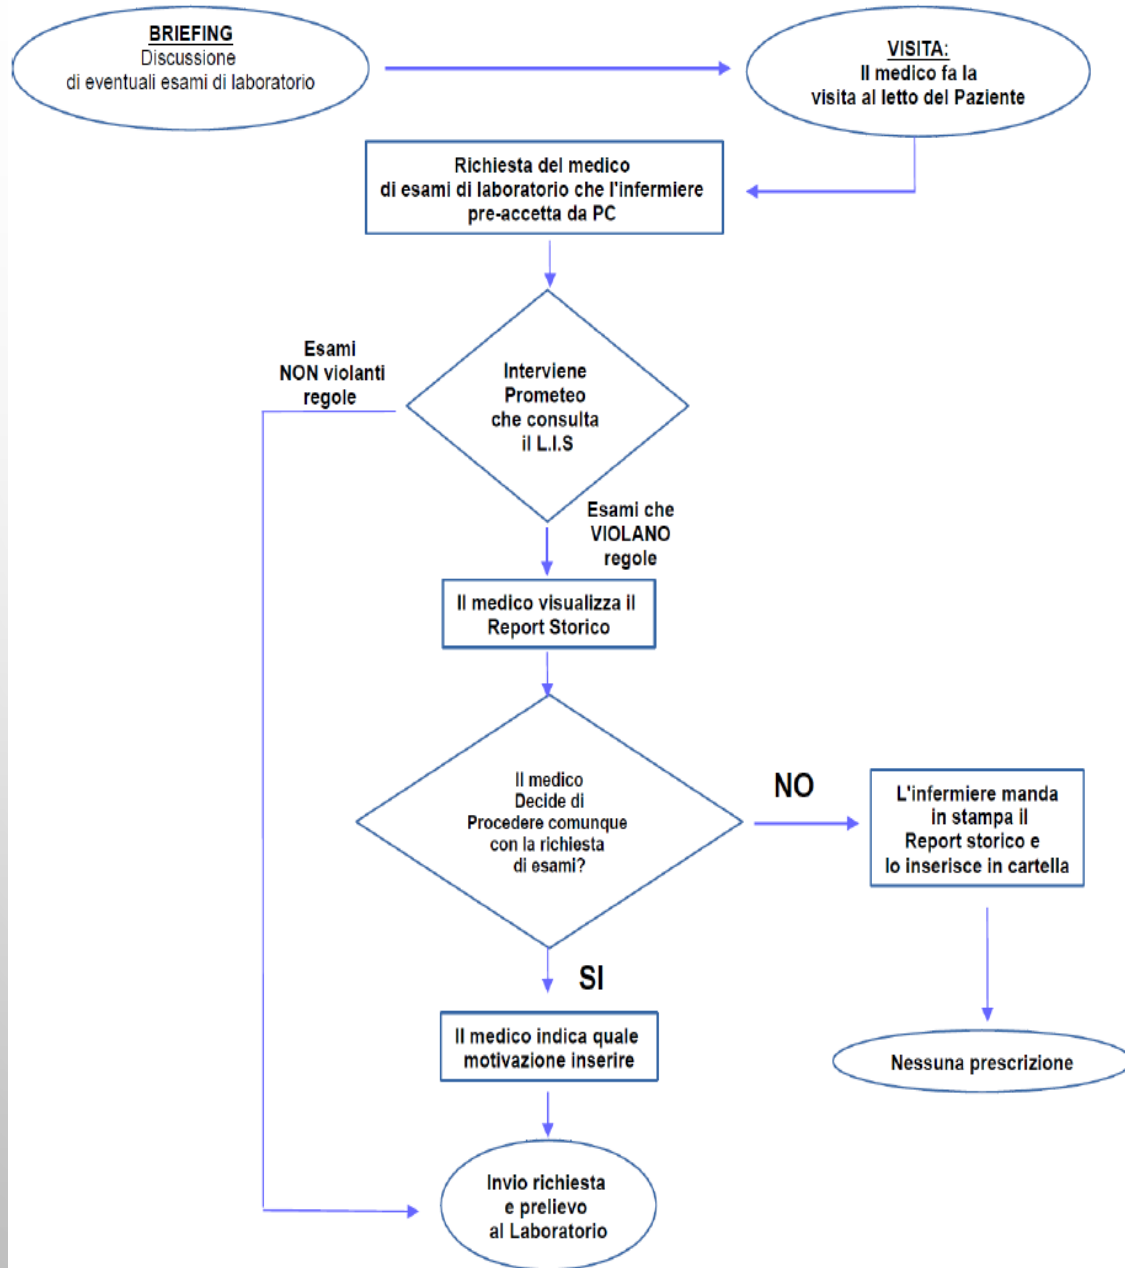 BRIEFING
Discussione
di eventuali esami di laboratorio
VISITA:
Il medico fa la
visita al letto del Paziente
Richiesta del medico
di esami di laboratorio che l'infermiere
pre-accetta da PC
Esami
NON violanti
regole
Interviene
Prometeo
che consulta
il L.I.S
Esami che
VIOLANO
regole
Il medico visualizza il
Report Storico
Il medico
Decide di
Procedere comunque
con la richiesta
di esami?
NO
L'infermiere manda
in stampa il
Report storico e
lo inserisce in cartella
SI
Il medico indica quale
motivazione inserire
Nessuna prescrizione
Invio richiesta
e prelievo
al Laboratorio